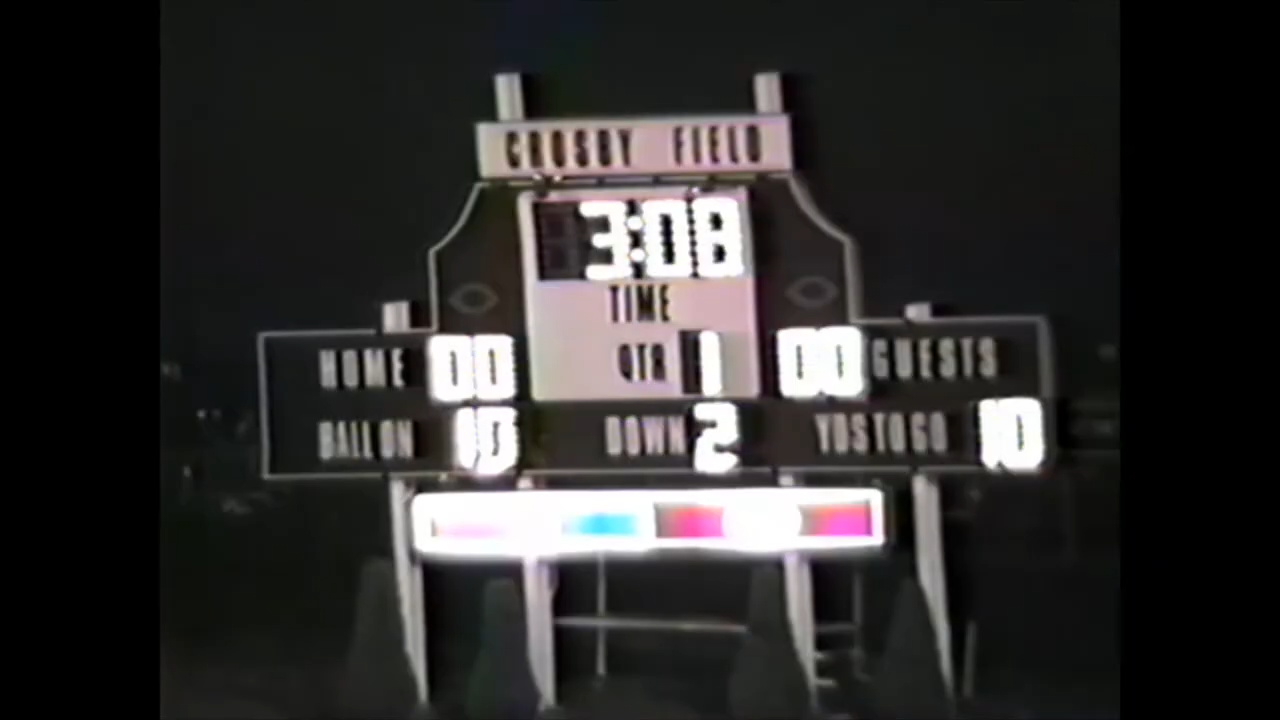 CROSBY FIELD
3:08
TIME
HOME 00 QTR 1 00 GUESTS
BALL ON 10 DOWN 2 YDS TO GO 10